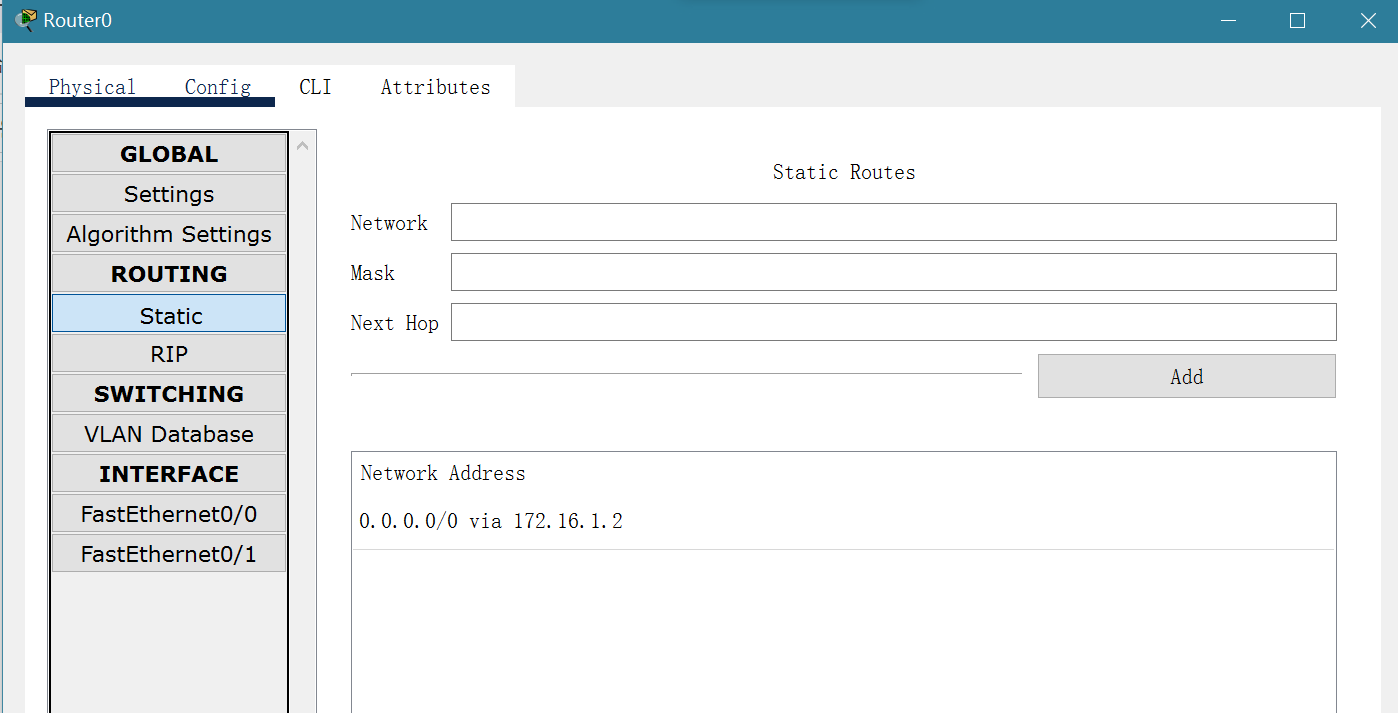 Router0
Physical Config CLI Attributes
GLOBAL
Settings
Algorithm Settings
ROUTING
Static
RIP
SWITCHING
VLAN Database
INTERFACE
FastEthernet0/0
FastEthernet0/1
Static Routes
Network
Mask
Next Hop
Add
Network Address
0.0.0.0/0 via 172.16.1.2